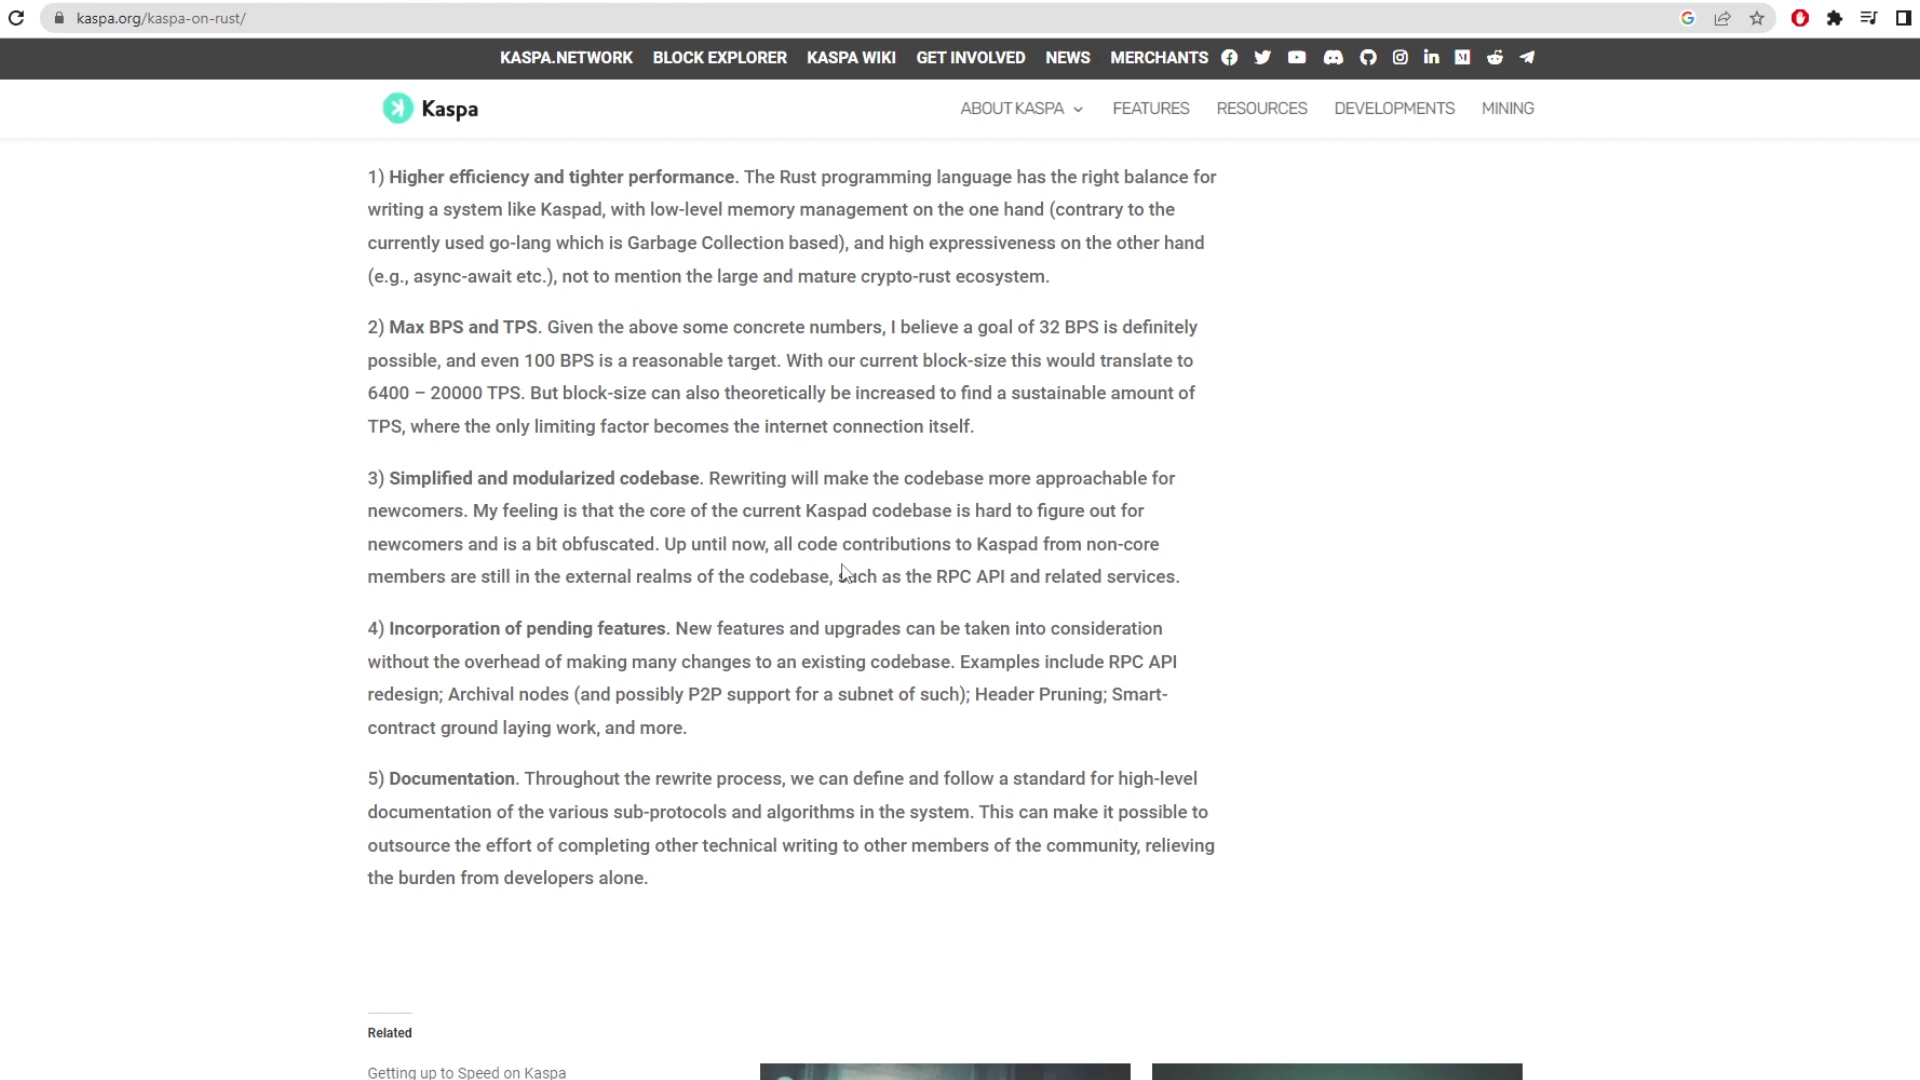 kaspa.org/kaspa-on-rust/
KASPA.NETWORK BLOCK EXPLORER KASPA WIKI GET INVOLVED NEWS MERCHANTS
Kaspa
ABOUT KASPA FEATURES RESOURCES DEVELOPMENTS MINING
1) Higher efficiency and tighter performance. The Rust programming language has the right balance for
writing a system like Kaspad, with low-level memory management on the one hand (contrary to the
currently used go-lang which is Garbage Collection based), and high expressiveness on the other hand
(e.g., async-await etc.), not to mention the large and mature crypto-rust ecosystem.
2) Max BPS and TPS. Given the above some concrete numbers, I believe a goal of 32 BPS is definitely
possible, and even 100 BPS is a reasonable target. With our current block-size this would translate to
6400 – 20000 TPS. But block-size can also theoretically be increased to find a sustainable amount of
TPS, where the only limiting factor becomes the internet connection itself.
3) Simplified and modularized codebase. Rewriting will make the codebase more approachable for
newcomers. My feeling is that the core of the current Kaspad codebase is hard to figure out for
newcomers and is a bit obfuscated. Up until now, all code contributions to Kaspad from non-core
members are still in the external realms of the codebase, such as the RPC API and related services.
4) Incorporation of pending features. New features and upgrades can be taken into consideration
without the overhead of making many changes to an existing codebase. Examples include RPC API
redesign; Archival nodes (and possibly P2P support for a subnet of such); Header Pruning; Smart-
contract ground laying work, and more.
5) Documentation. Throughout the rewrite process, we can define and follow a standard for high-level
documentation of the various sub-protocols and algorithms in the system. This can make it possible to
outsource the effort of completing other technical writing to other members of the community, relieving
the burden from developers alone.
Related
Getting up to Speed on Kaspa